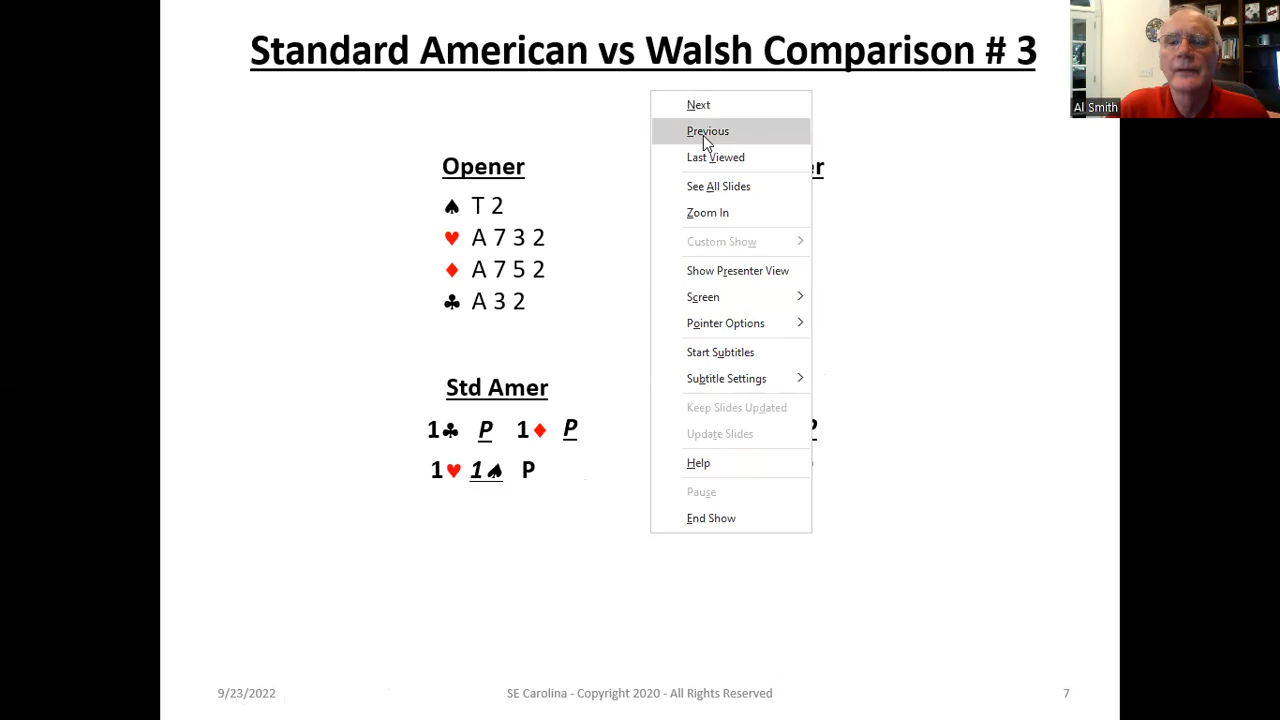 Standard American vs Walsh Comparison # 3
Al Smith
Opener
er
♠ T 2
♥ A 7 3 2
♦ A 7 5 2
♣ A 3 2
Std Amer
1♣ P 1♦ P
1♥ 1♠ P
Next
Previous
Last Viewed
See All Slides
Zoom In
Custom Show
Show Presenter View
Screen
Pointer Options
Start Subtitles
Subtitle Settings
Keep Slides Updated
Update Slides
Help
Pause
End Show
9/23/2022
SE Carolina - Copyright 2020 - All Rights Reserved
7